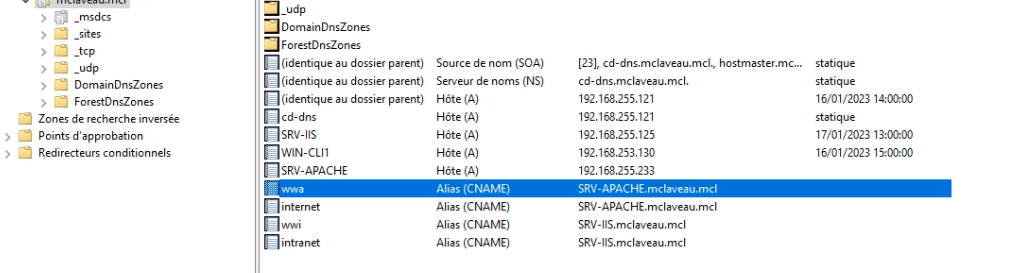 mclaveau.mcl
_msdcs
_sites
_tcp
_udp
DomainDnsZones
ForestDnsZones
Zones de recherche inversée
Points d'approbation
Redirecteurs conditionnels
_udp
DomainDnsZones
ForestDnsZones
(identique au dossier parent) Source de nom (SOA) [23], cd-dns.mclaveau.mcl., hostmaster.mc... statique
(identique au dossier parent) Serveur de noms (NS) cd-dns.mclaveau.mcl. statique
(identique au dossier parent) Hôte (A) 192.168.255.121 16/01/2023 14:00:00
cd-dns Hôte (A) 192.168.255.121 statique
SRV-IIS Hôte (A) 192.168.255.125 17/01/2023 13:00:00
WIN-CLI1 Hôte (A) 192.168.253.130 16/01/2023 15:00:00
SRV-APACHE Hôte (A) 192.168.255.233
wwa Alias (CNAME) SRV-APACHE.mclaveau.mcl
internet Alias (CNAME) SRV-APACHE.mclaveau.mcl
wwi Alias (CNAME) SRV-IIS.mclaveau.mcl
intranet Alias (CNAME) SRV-IIS.mclaveau.mcl